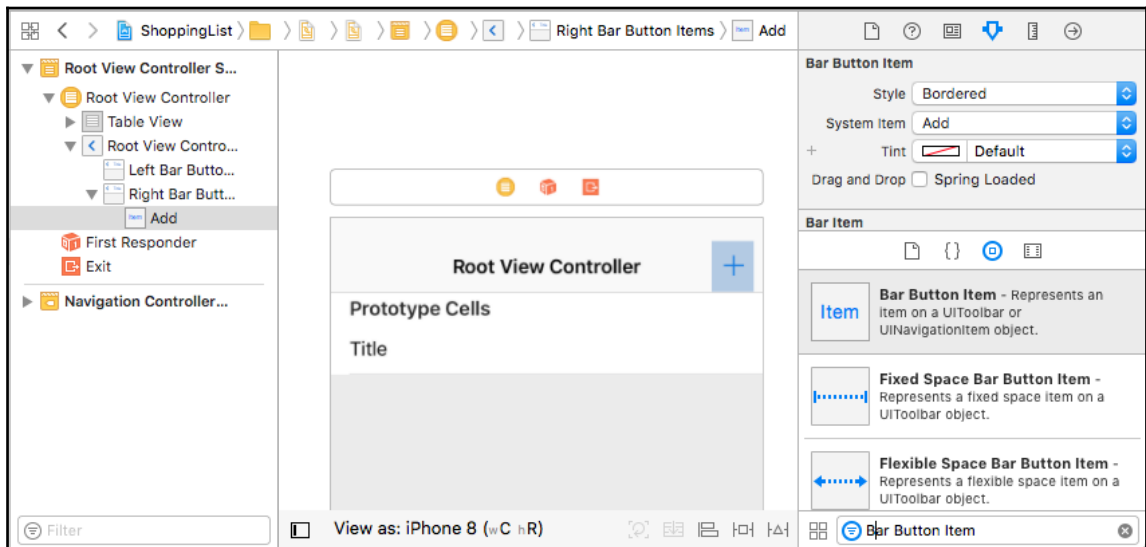 ShoppingList
Right Bar Button Items
Item
Add
Root View Controller S...
Root View Controller
Table View
Root View Contro...
Left Bar Butto...
Right Bar Butt...
Item
Add
First Responder
Exit
Navigation Controller...
Filter
Root View Controller
Prototype Cells
Title
View as: iPhone 8 (wC hR)
Bar Button Item
Style
Bordered
System Item
Add
Tint
Default
Drag and Drop
Spring Loaded
Bar Item
Item
Bar Button Item - Represents an
item on a UIToolbar or
UINavigationItem object.
Fixed Space Bar Button Item -
Represents a fixed space item on a
UIToolbar object.
Flexible Space Bar Button Item -
Represents a flexible space item on a
UIToolbar object.
Bar Button Item